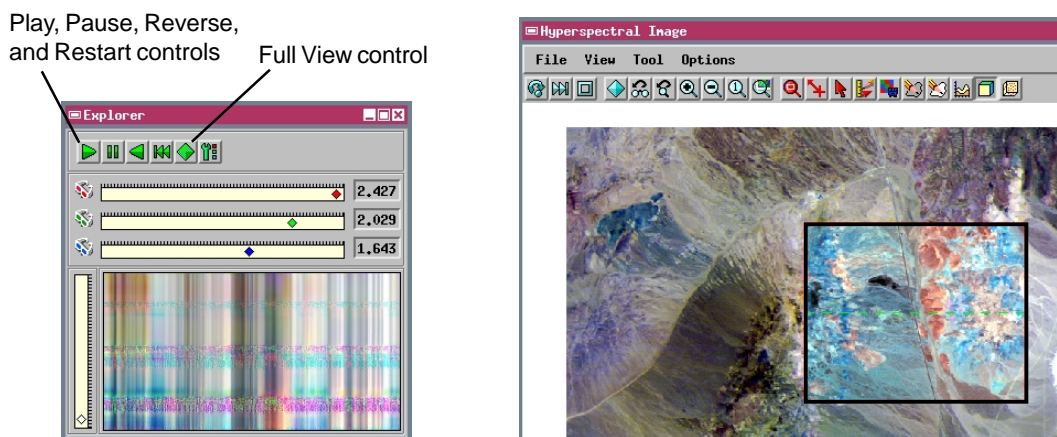 Play, Pause, Reverse,
and Restart controls
Full View control
Explorer
2.427
2.029
1.643
Hyperspectral Image
File View Tool Options